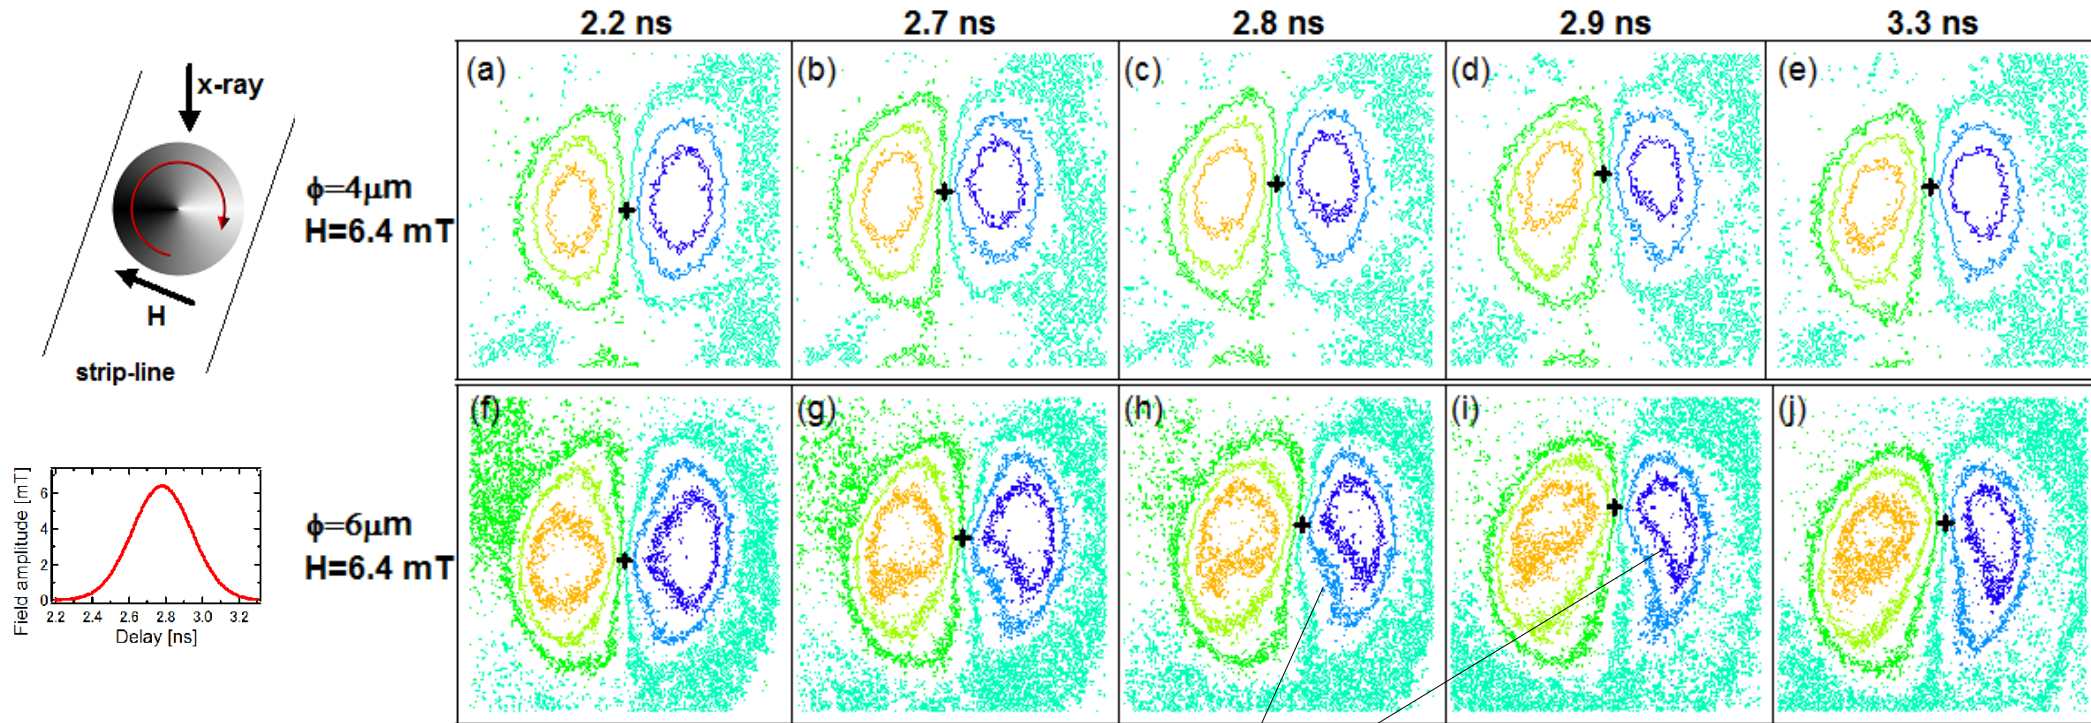 2.2 ns 2.7 ns 2.8 ns 2.9 ns 3.3 ns
(a) (b) (c) (d) (e)
x-ray
ϕ=4μm
H=6.4 mT
H
strip-line
(f) (g) (h) (i) (j)
ϕ=6μm
H=6.4 mT
Field amplitude [mT]
6
4
2
0
2.2 2.4 2.6 2.8 3.0 3.2
Delay [ns]